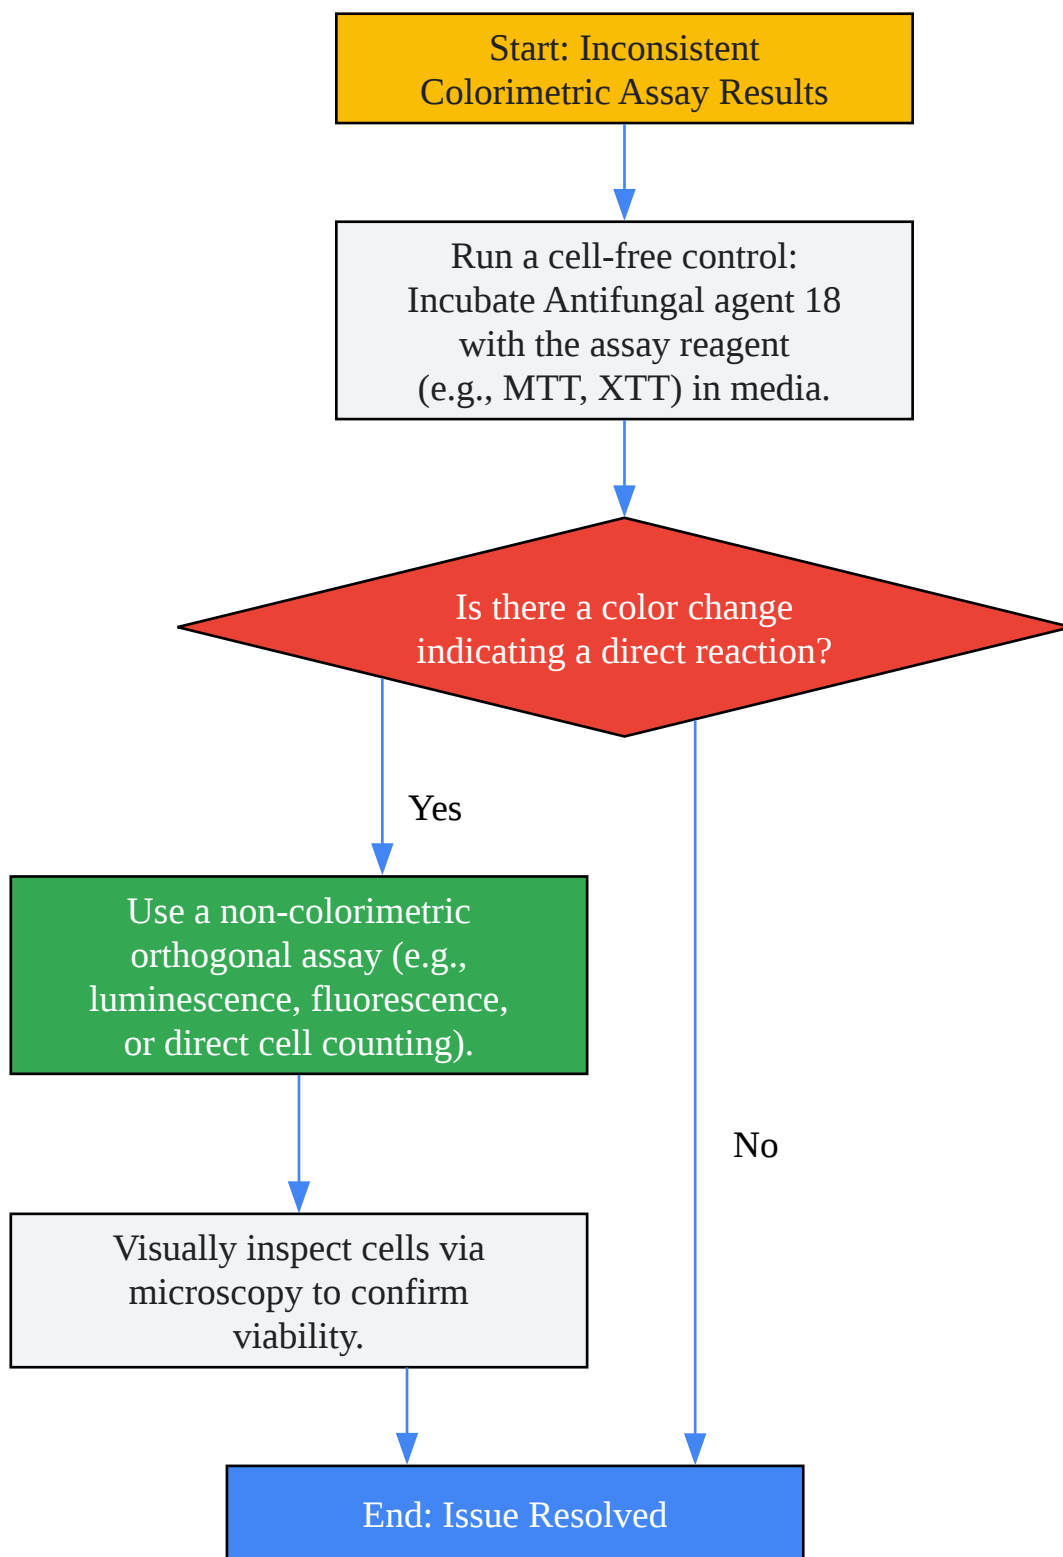 Start: Inconsistent
Colorimetric Assay Results
Run a cell-free control:
Incubate Antifungal agent 18
with the assay reagent
(e.g., MTT, XTT) in media.
Is there a color change
indicating a direct reaction?
Yes
Use a non-colorimetric
orthogonal assay (e.g.,
luminescence, fluorescence,
or direct cell counting).
No
Visually inspect cells via
microscopy to confirm
viability.
End: Issue Resolved